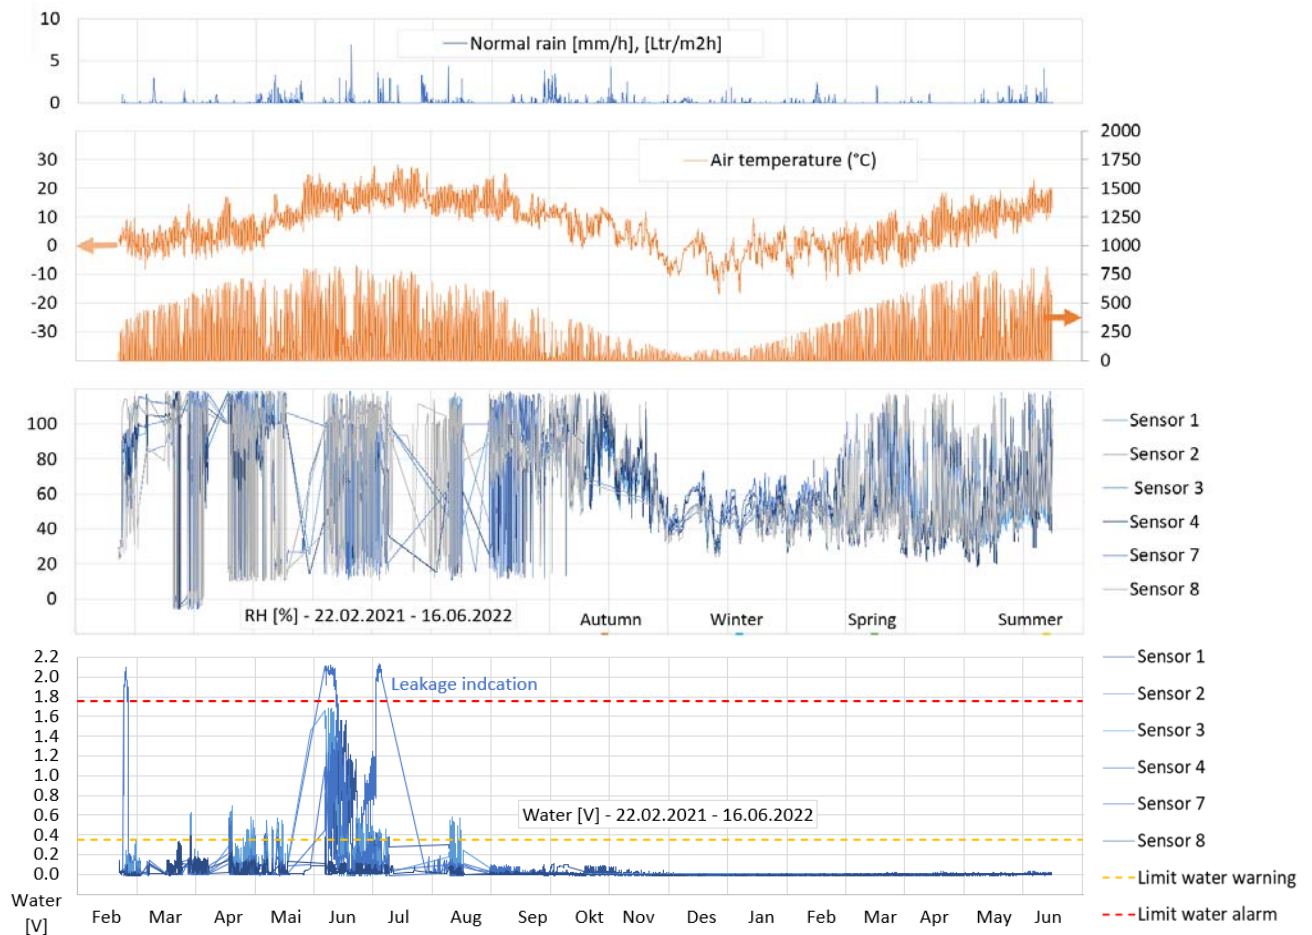 10
5
0
Normal rain [mm/h], [Ltr/m2h]
30
20
10
0
-10
-20
-30
Air temperature (°C)
2000
1750
1500
1250
1000
750
500
250
0
100
80
60
40
20
0
RH [%] - 22.02.2021 - 16.06.2022
Autumn
Winter
Spring
Summer
Sensor 1
Sensor 2
Sensor 3
Sensor 4
Sensor 7
Sensor 8
2.2
2.0
1.8
1.6
1.4
1.2
1.0
0.8
0.6
0.4
0.2
0.0
Leakage indcation
Water [V] - 22.02.2021 - 16.06.2022
Sensor 1
Sensor 2
Sensor 3
Sensor 4
Sensor 7
Sensor 8
Limit water warning
Limit water alarm
Water
[V]
Feb Mar Apr Mai Jun Jul Aug Sep Okt Nov Des Jan Feb Mar Apr May Jun